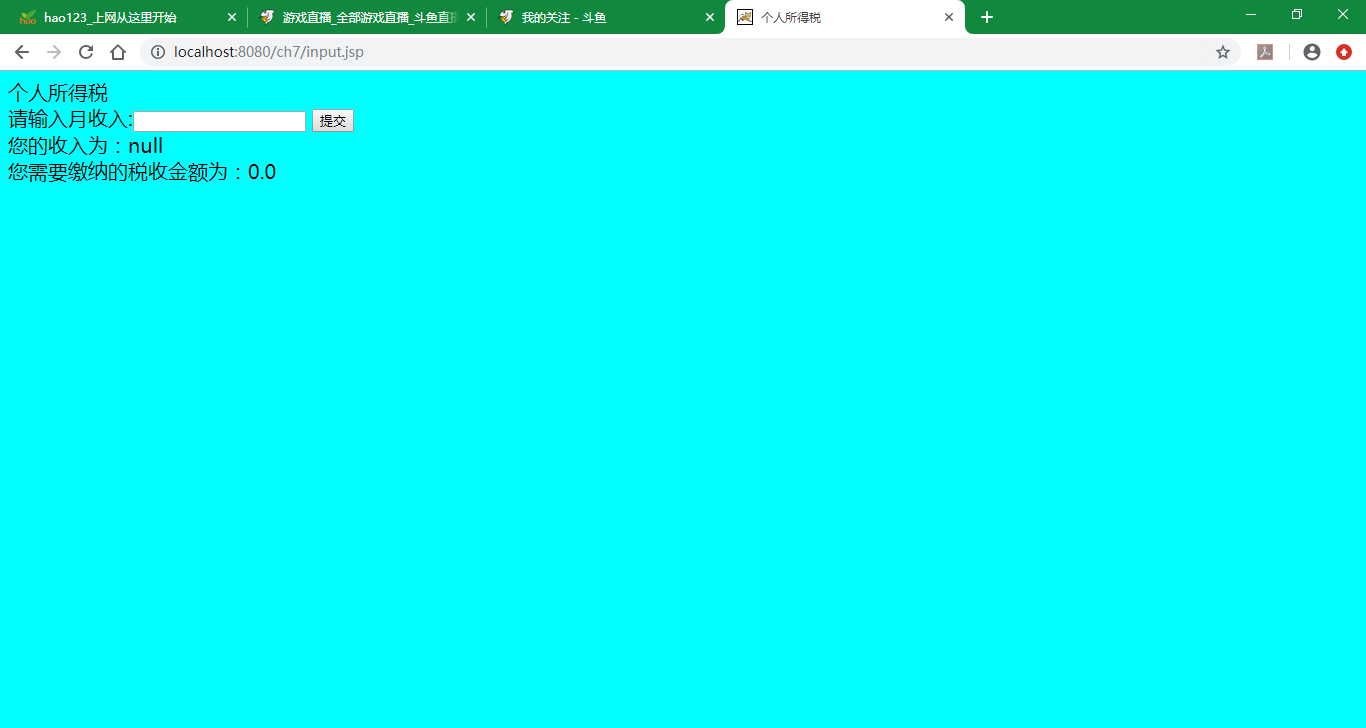 hao123_上网从这里开始
游戏直播_全部游戏直播_斗鱼直播
我的关注 - 斗鱼
个人所得税
localhost:8080/ch7/input.jsp
个人所得税
请输入月收入: 提交
您的收入为：null
您需要缴纳的税收金额为：0.0